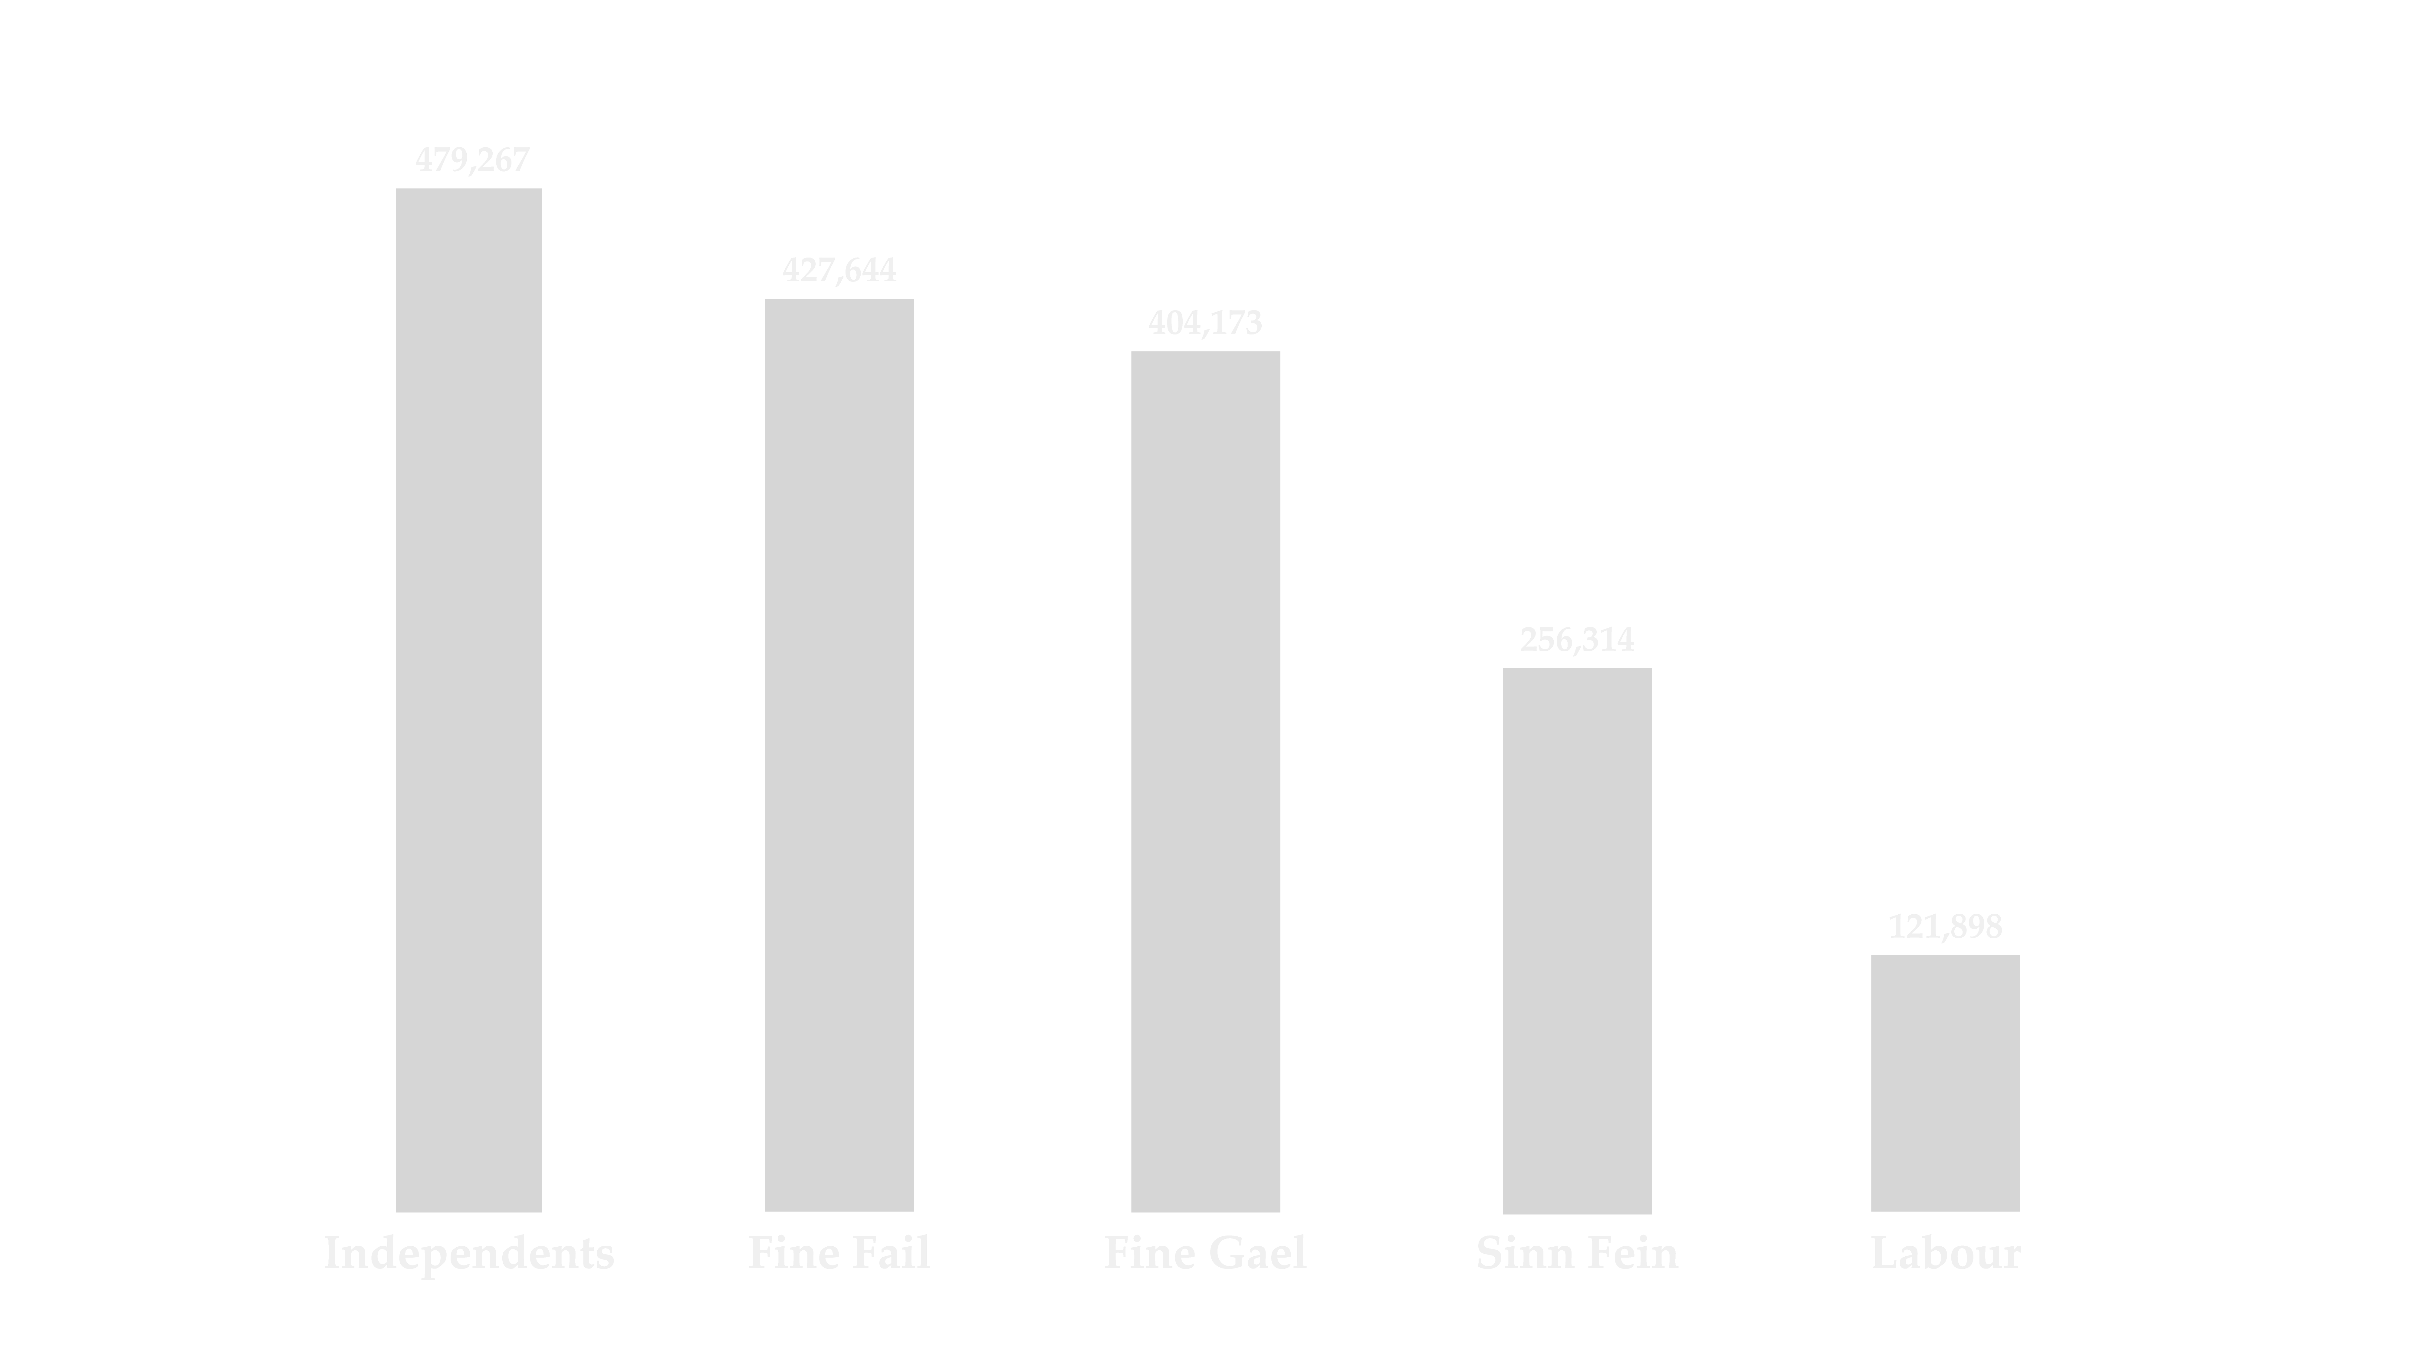 479,267
427,644
404,173
256,314
121,898
Independents
Fine Fail
Fine Gael
Sinn Fein
Labour